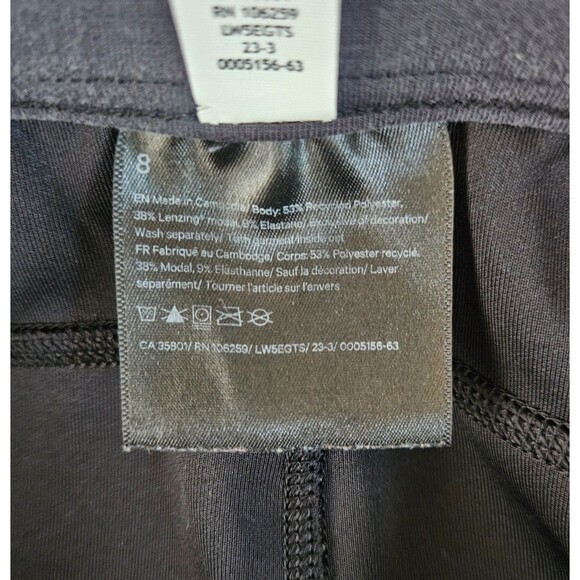 RN 106259
LW5EGTS
23-3
0005156-63
8
EN Made in Cambodia/ Body: 53% Recycled Polyester,
38% Lenzing® modal, 9% Elastane/ Exclusive of decoration/
Wash separately/ Turn garment inside out
FR Fabriqué au Cambodge/ Corps: 53% Polyester recyclé,
38% Modal, 9% Elasthanne/ Sauf la décoration/ Laver
séparément/ Tourner l'article sur l'envers
CA 35801/ RN 106259/ LW5EGTS/ 23-3/ 0005156-63